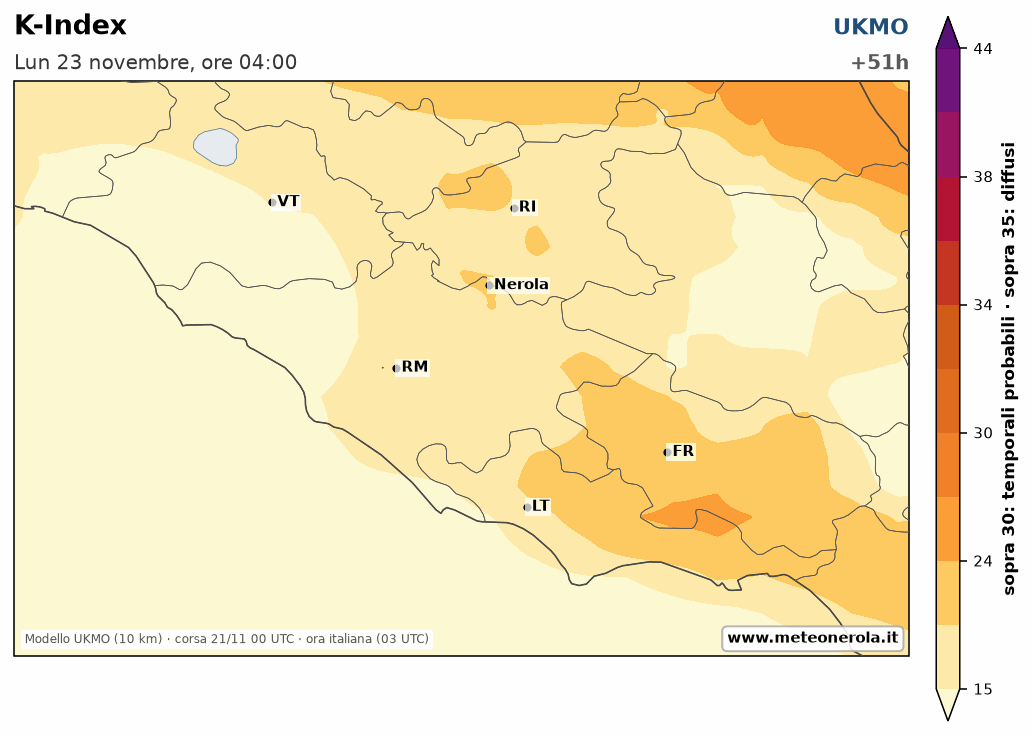 K-Index
UKMO
Lun 23 novembre, ore 04:00
+51h
44
38
34
30
24
15
sopra 30: temporali probabili · sopra 35: diffusi
VT
RI
Nerola
RM
FR
LT
Modello UKMO (10 km) · corsa 21/11 00 UTC · ora italiana (03 UTC)
www.meteonerola.it